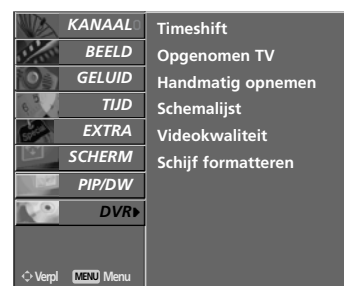 KANAAL
BEELD
GELUID
TIJD
EXTRA
SCHERM
PIP/DW
DVR
Verpl MENU Menu
Timeshift
Opgenomen TV
Handmatig opnemen
Schemalijst
Videokwaliteit
Schijf formatteren